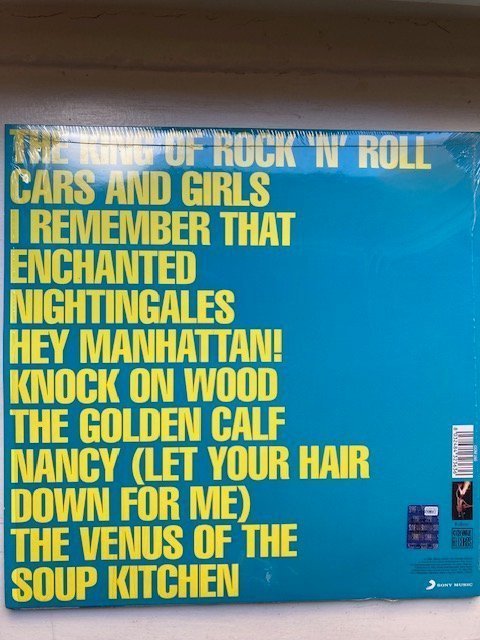 THE KING OF ROCK 'N' ROLL
CARS AND GIRLS
I REMEMBER THAT
ENCHANTED
NIGHTINGALES
HEY MANHATTAN!
KNOCK ON WOOD
THE GOLDEN CALF
NANCY (LET YOUR HAIR
DOWN FOR ME)
THE VENUS OF THE
SOUP KITCHEN
SONY MUSIC